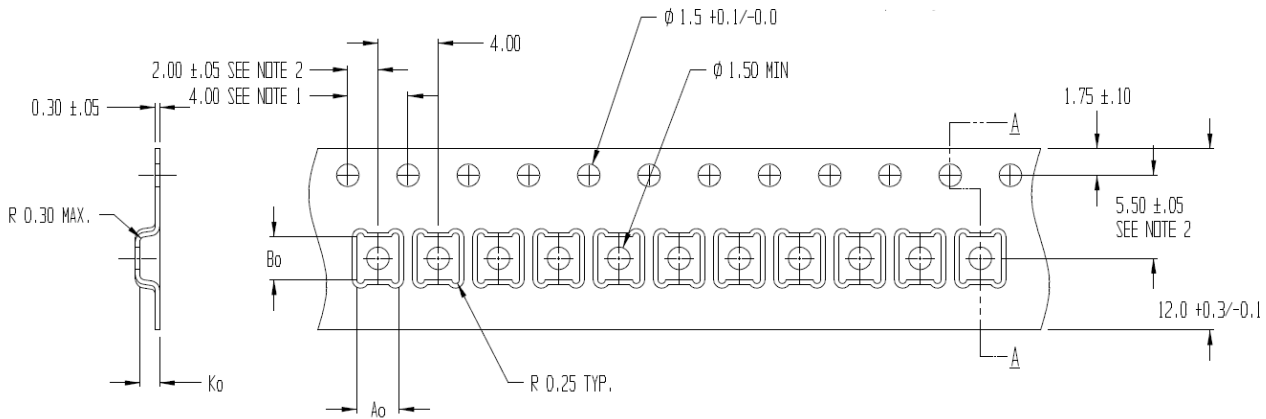 Ø 1.5 +0.1/-0.0
4.00
2.00 ±.05 SEE NOTE 2
Ø 1.50 MIN
4.00 SEE NOTE 1
0.30 ±.05
1.75 ±.10
A
R 0.30 MAX.
5.50 ±.05
SEE NOTE 2
Bo
12.0 +0.3/-0.1
A
Ko
R 0.25 TYP.
Ao